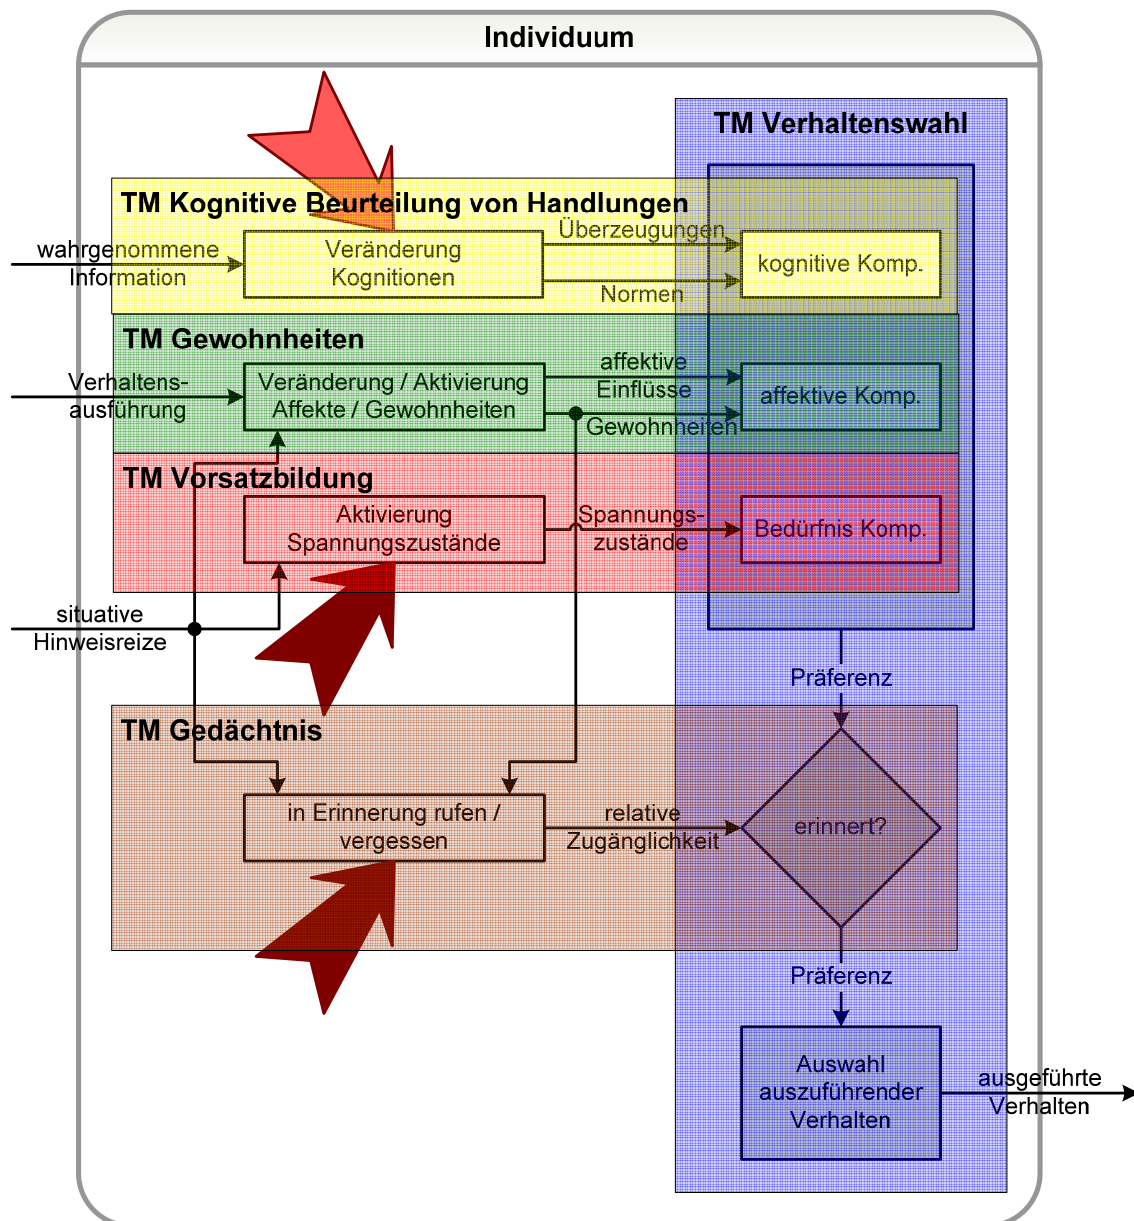 Individuum
TM Verhaltenswahl
TM Kognitive Beurteilung von Handlungen
wahrgenommene
Information
Veränderung
Kognitionen
Überzeugungen
Normen
kognitive Komp.
TM Gewohnheiten
Verhaltens-
ausführung
Veränderung / Aktivierung
Affekte / Gewohnheiten
affektive
Einflüsse
Gewohnheiten
affektive Komp.
TM Vorsatzbildung
Aktivierung
Spannungszustände
Spannungs-
zustände
Bedürfnis Komp.
situative
Hinweisreize
Präferenz
TM Gedächtnis
in Erinnerung rufen /
vergessen
relative
Zugänglichkeit
erinnert?
Präferenz
Auswahl
auszuführender
Verhalten
ausgeführte
Verhalten